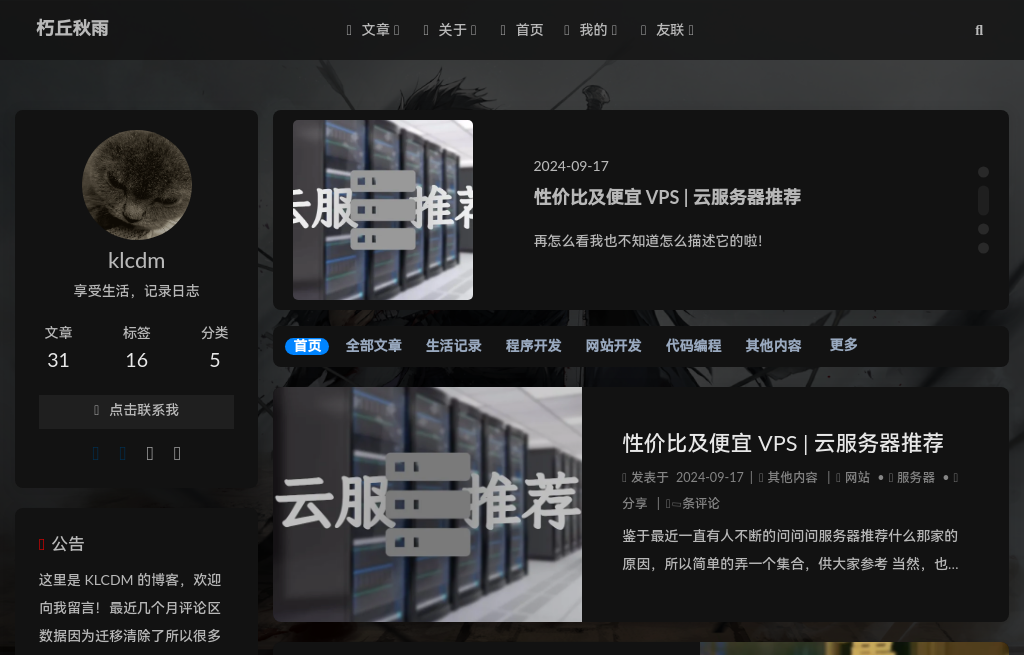 朽丘秋雨
文章 关于 首页 我的 友联
klcdm
享受生活，记录日志
文章 标签 分类
31 16 5
点击联系我
公告
这里是 KLCDM 的博客，欢迎
向我留言！最近几个月评论区
数据因为迁移清除了所以很多
云服 推荐
2024-09-17
性价比及便宜 VPS | 云服务器推荐
再怎么看我也不知道怎么描述它的啦！
首页 全部文章 生活记录 程序开发 网站开发 代码编程 其他内容 更多
云服 推荐
性价比及便宜 VPS | 云服务器推荐
发表于 2024-09-17 | 其他内容 | 网站 • 服务器 •
分享 | 条评论
鉴于最近一直有人不断的问问问服务器推荐什么那家的
原因，所以简单的弄一个集合，供大家参考 当然，也...